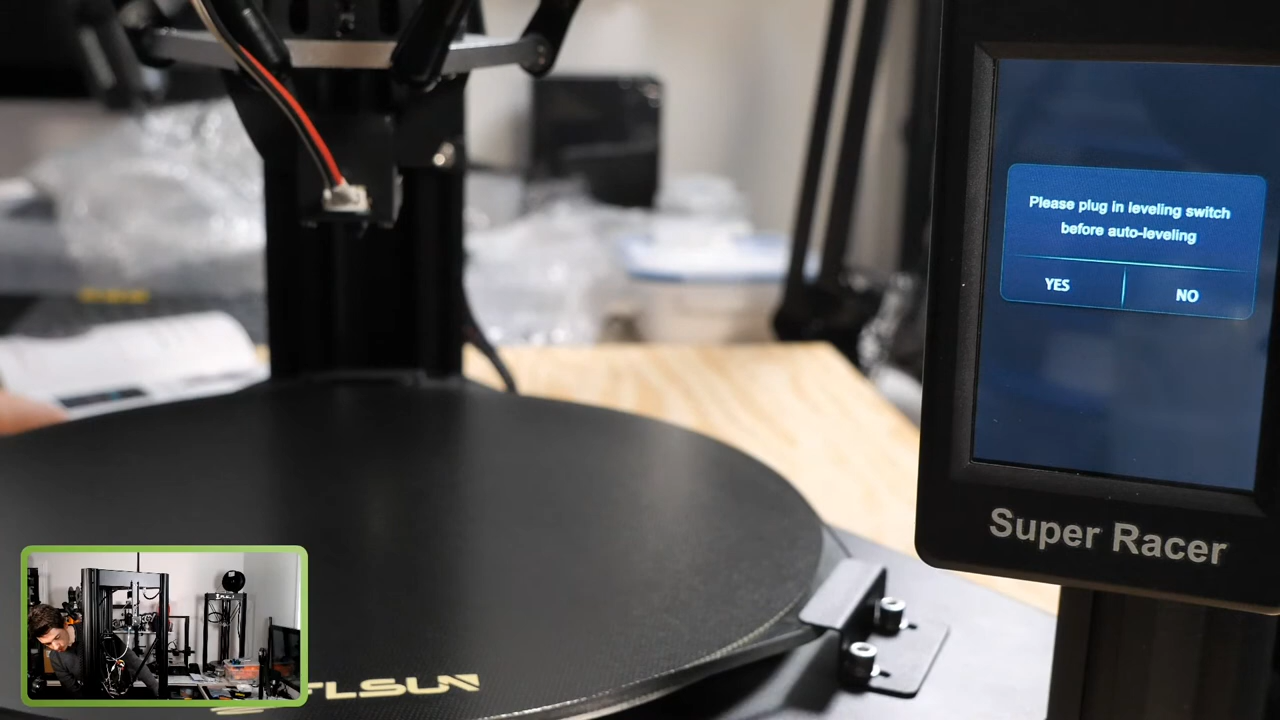 Please plug in leveling switch
before auto-leveling
YES
NO
Super Racer
FLSUN